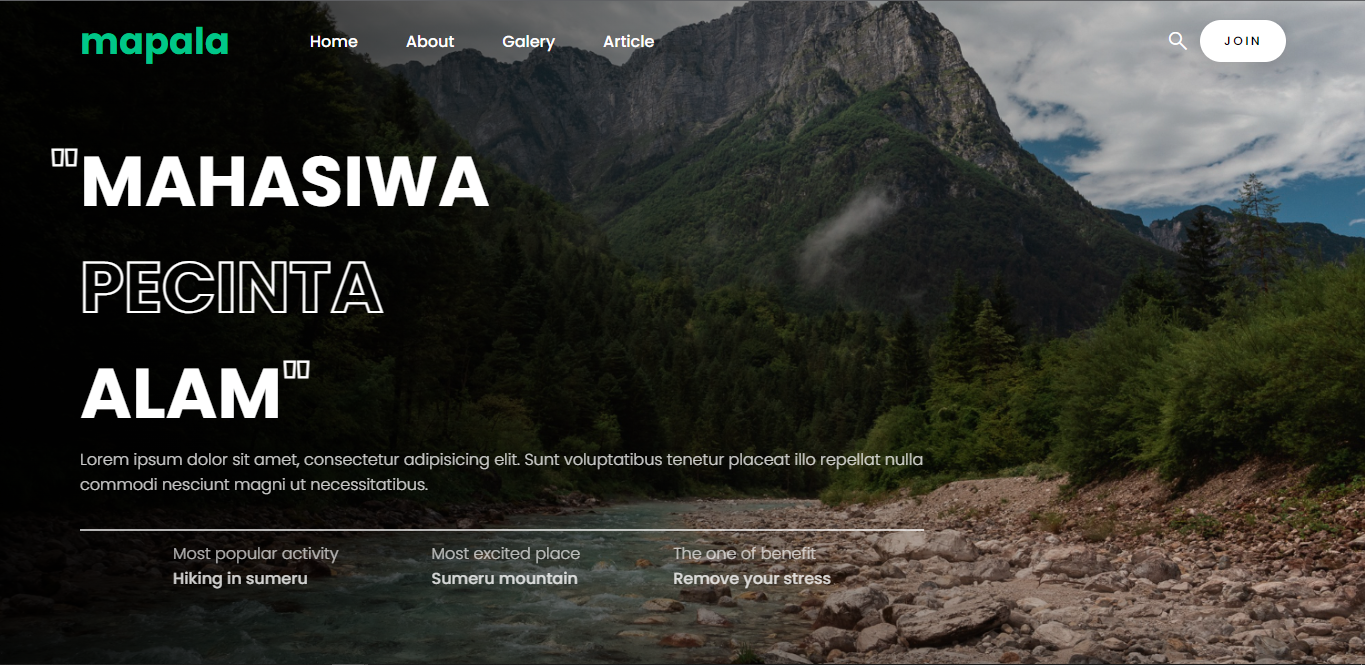 mapala Home About Galery Article JOIN
"MAHASIWA
PECINTA
ALAM"
Lorem ipsum dolor sit amet, consectetur adipisicing elit. Sunt voluptatibus tenetur placeat illo repellat nulla
commodi nesciunt magni ut necessitatibus.
Most popular activity Most excited place The one of benefit
Hiking in sumeru Sumeru mountain Remove your stress